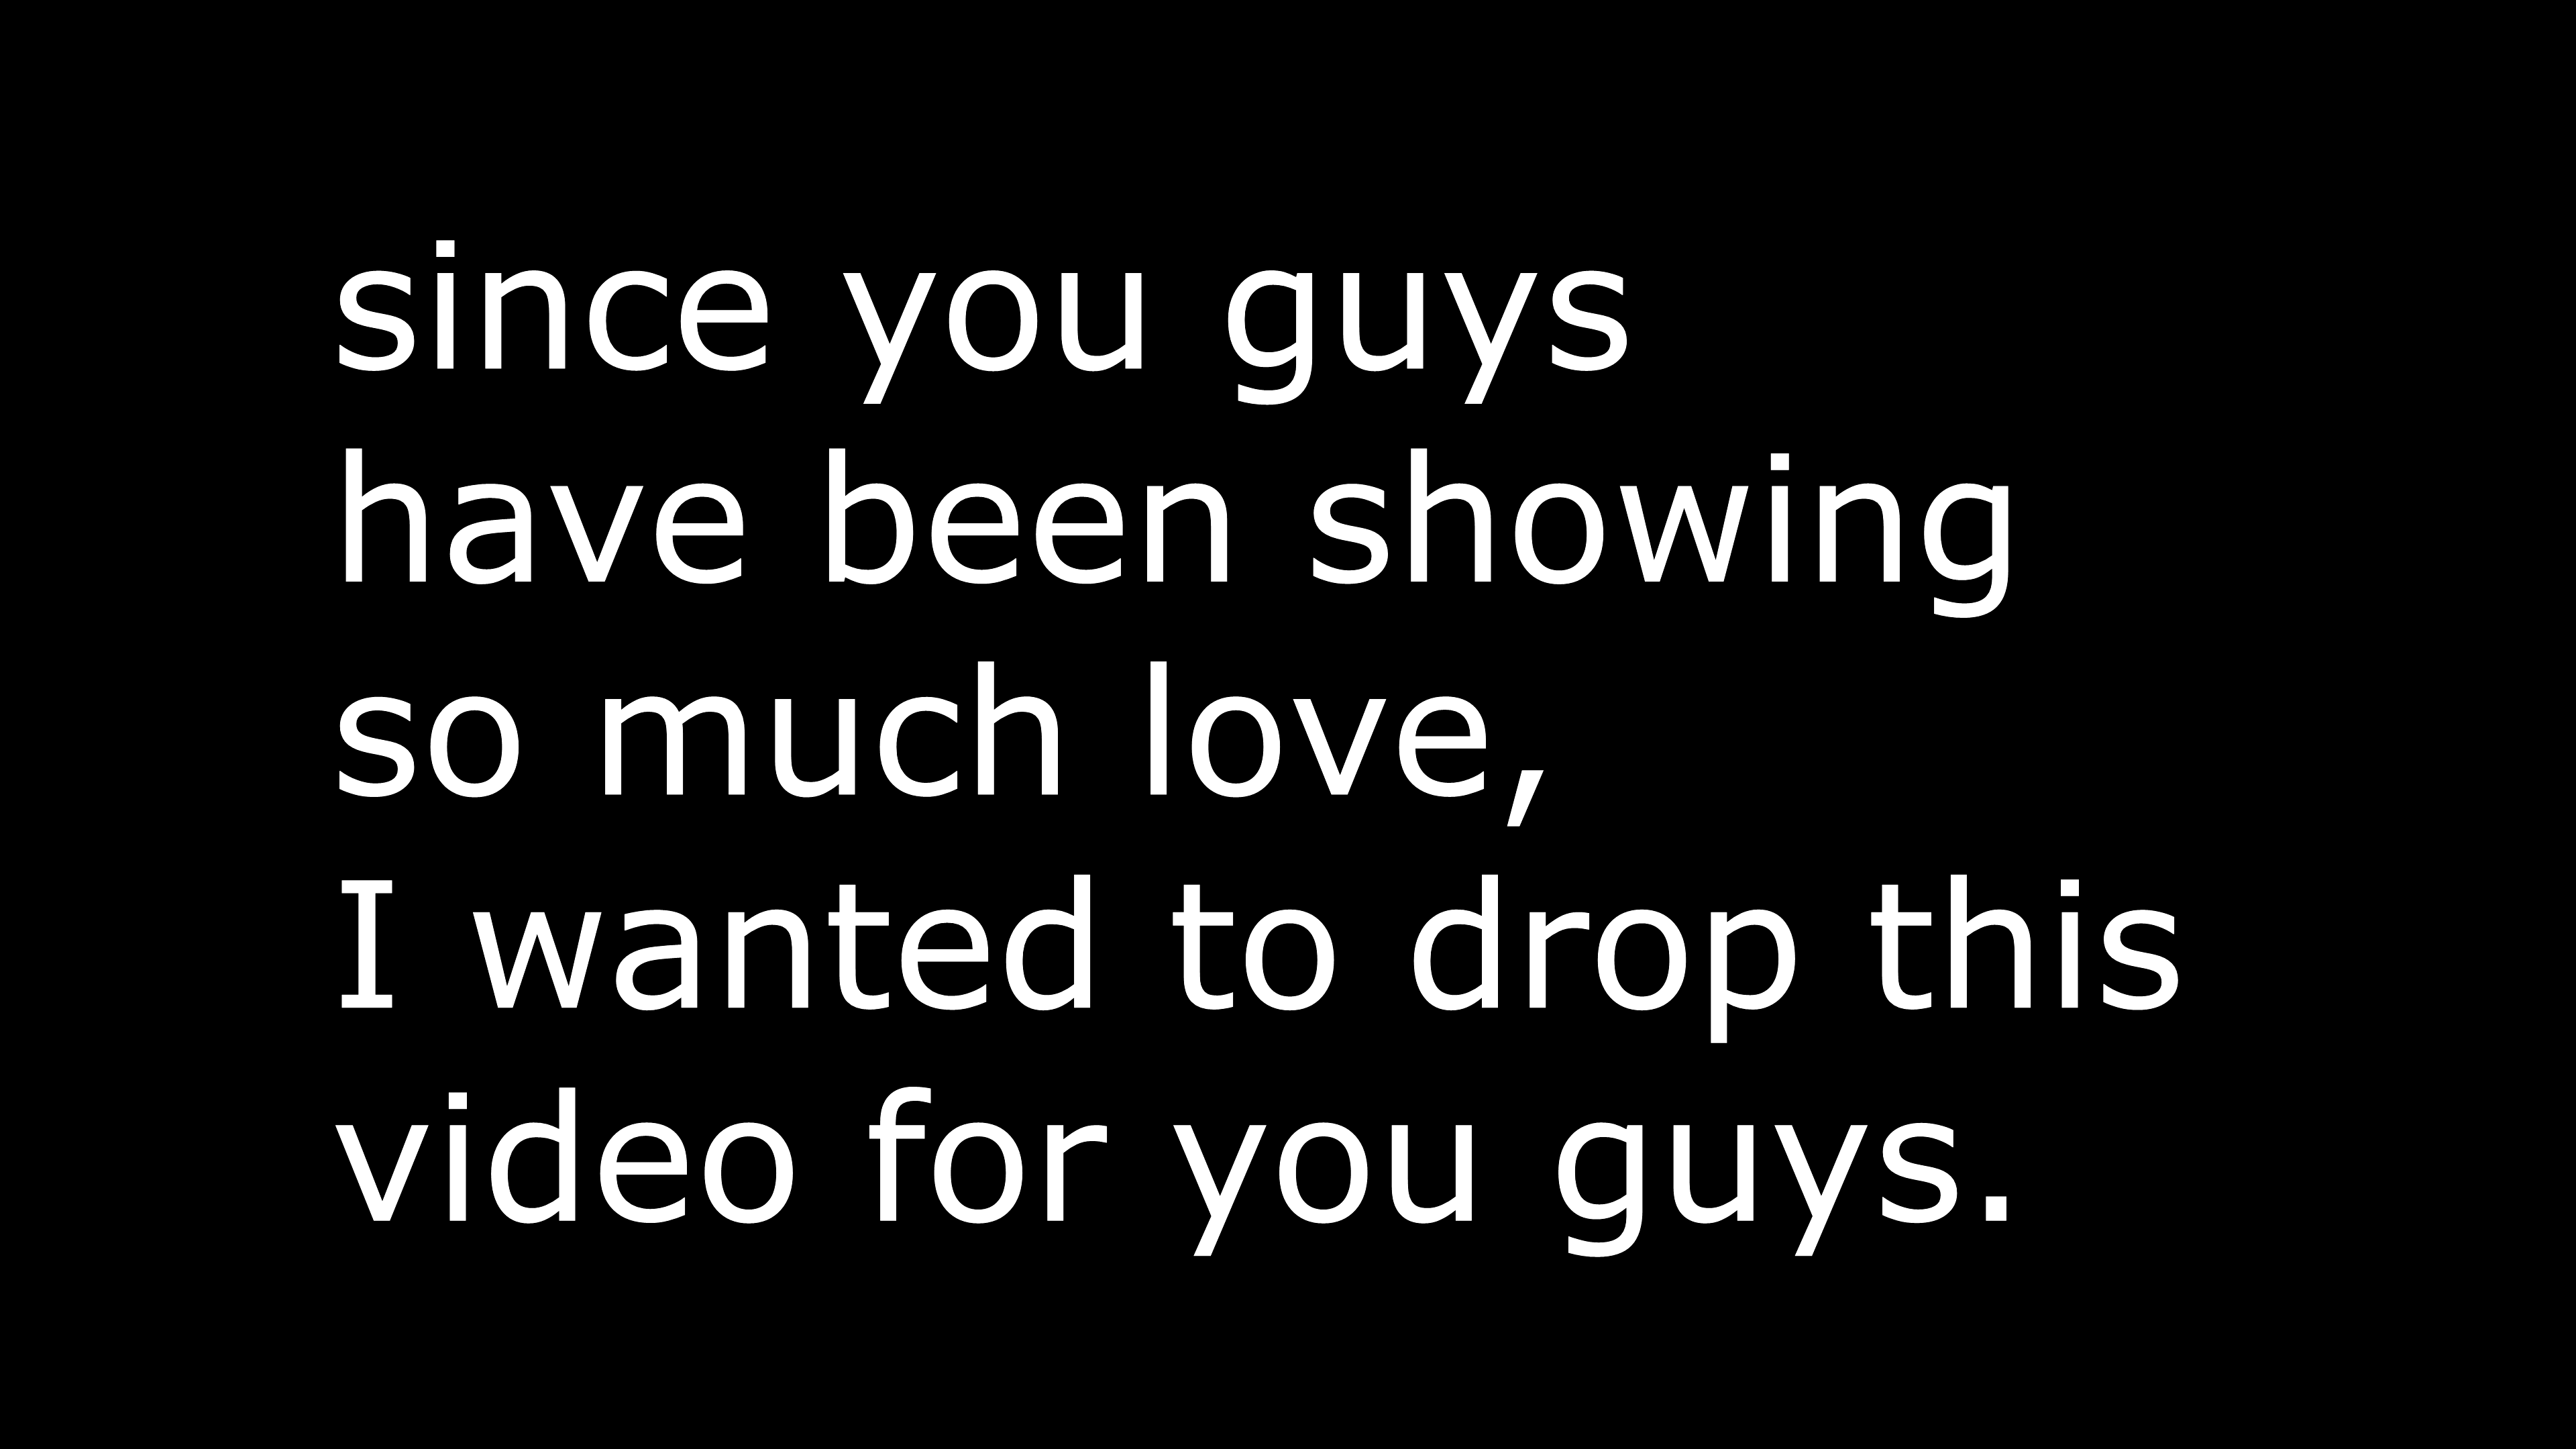 since you guys
have been showing
so much love,
I wanted to drop this
video for you guys.